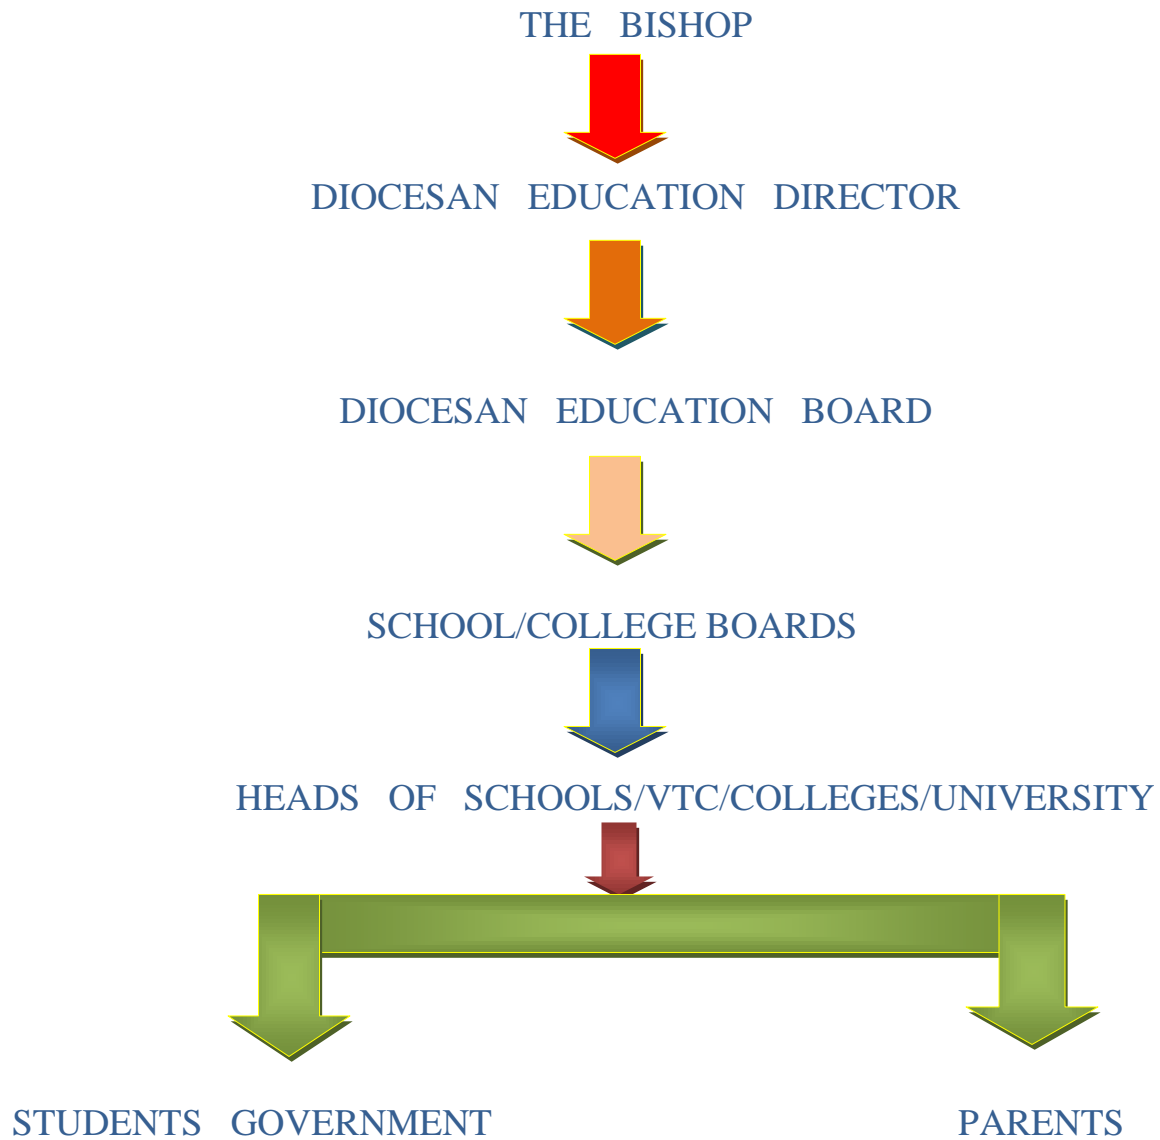 THE BISHOP
DIOCESAN EDUCATION DIRECTOR
DIOCESAN EDUCATION BOARD
SCHOOL/COLLEGE BOARDS
HEADS OF SCHOOLS/VTC/COLLEGES/UNIVERSITY
STUDENTS GOVERNMENT PARENTS